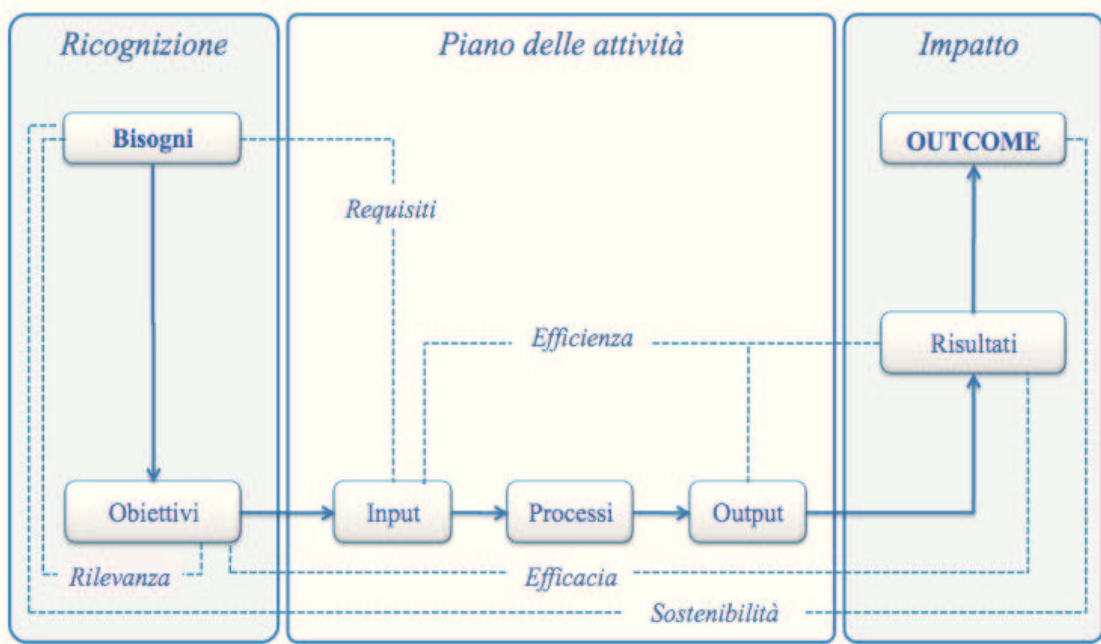 Ricognizione
Piano delle attività
Impatto
Bisogni
OUTCOME
Requisiti
Efficienza
Risultati
Obiettivi
Input
Processi
Output
Rilevanza
Efficacia
Sostenibilità